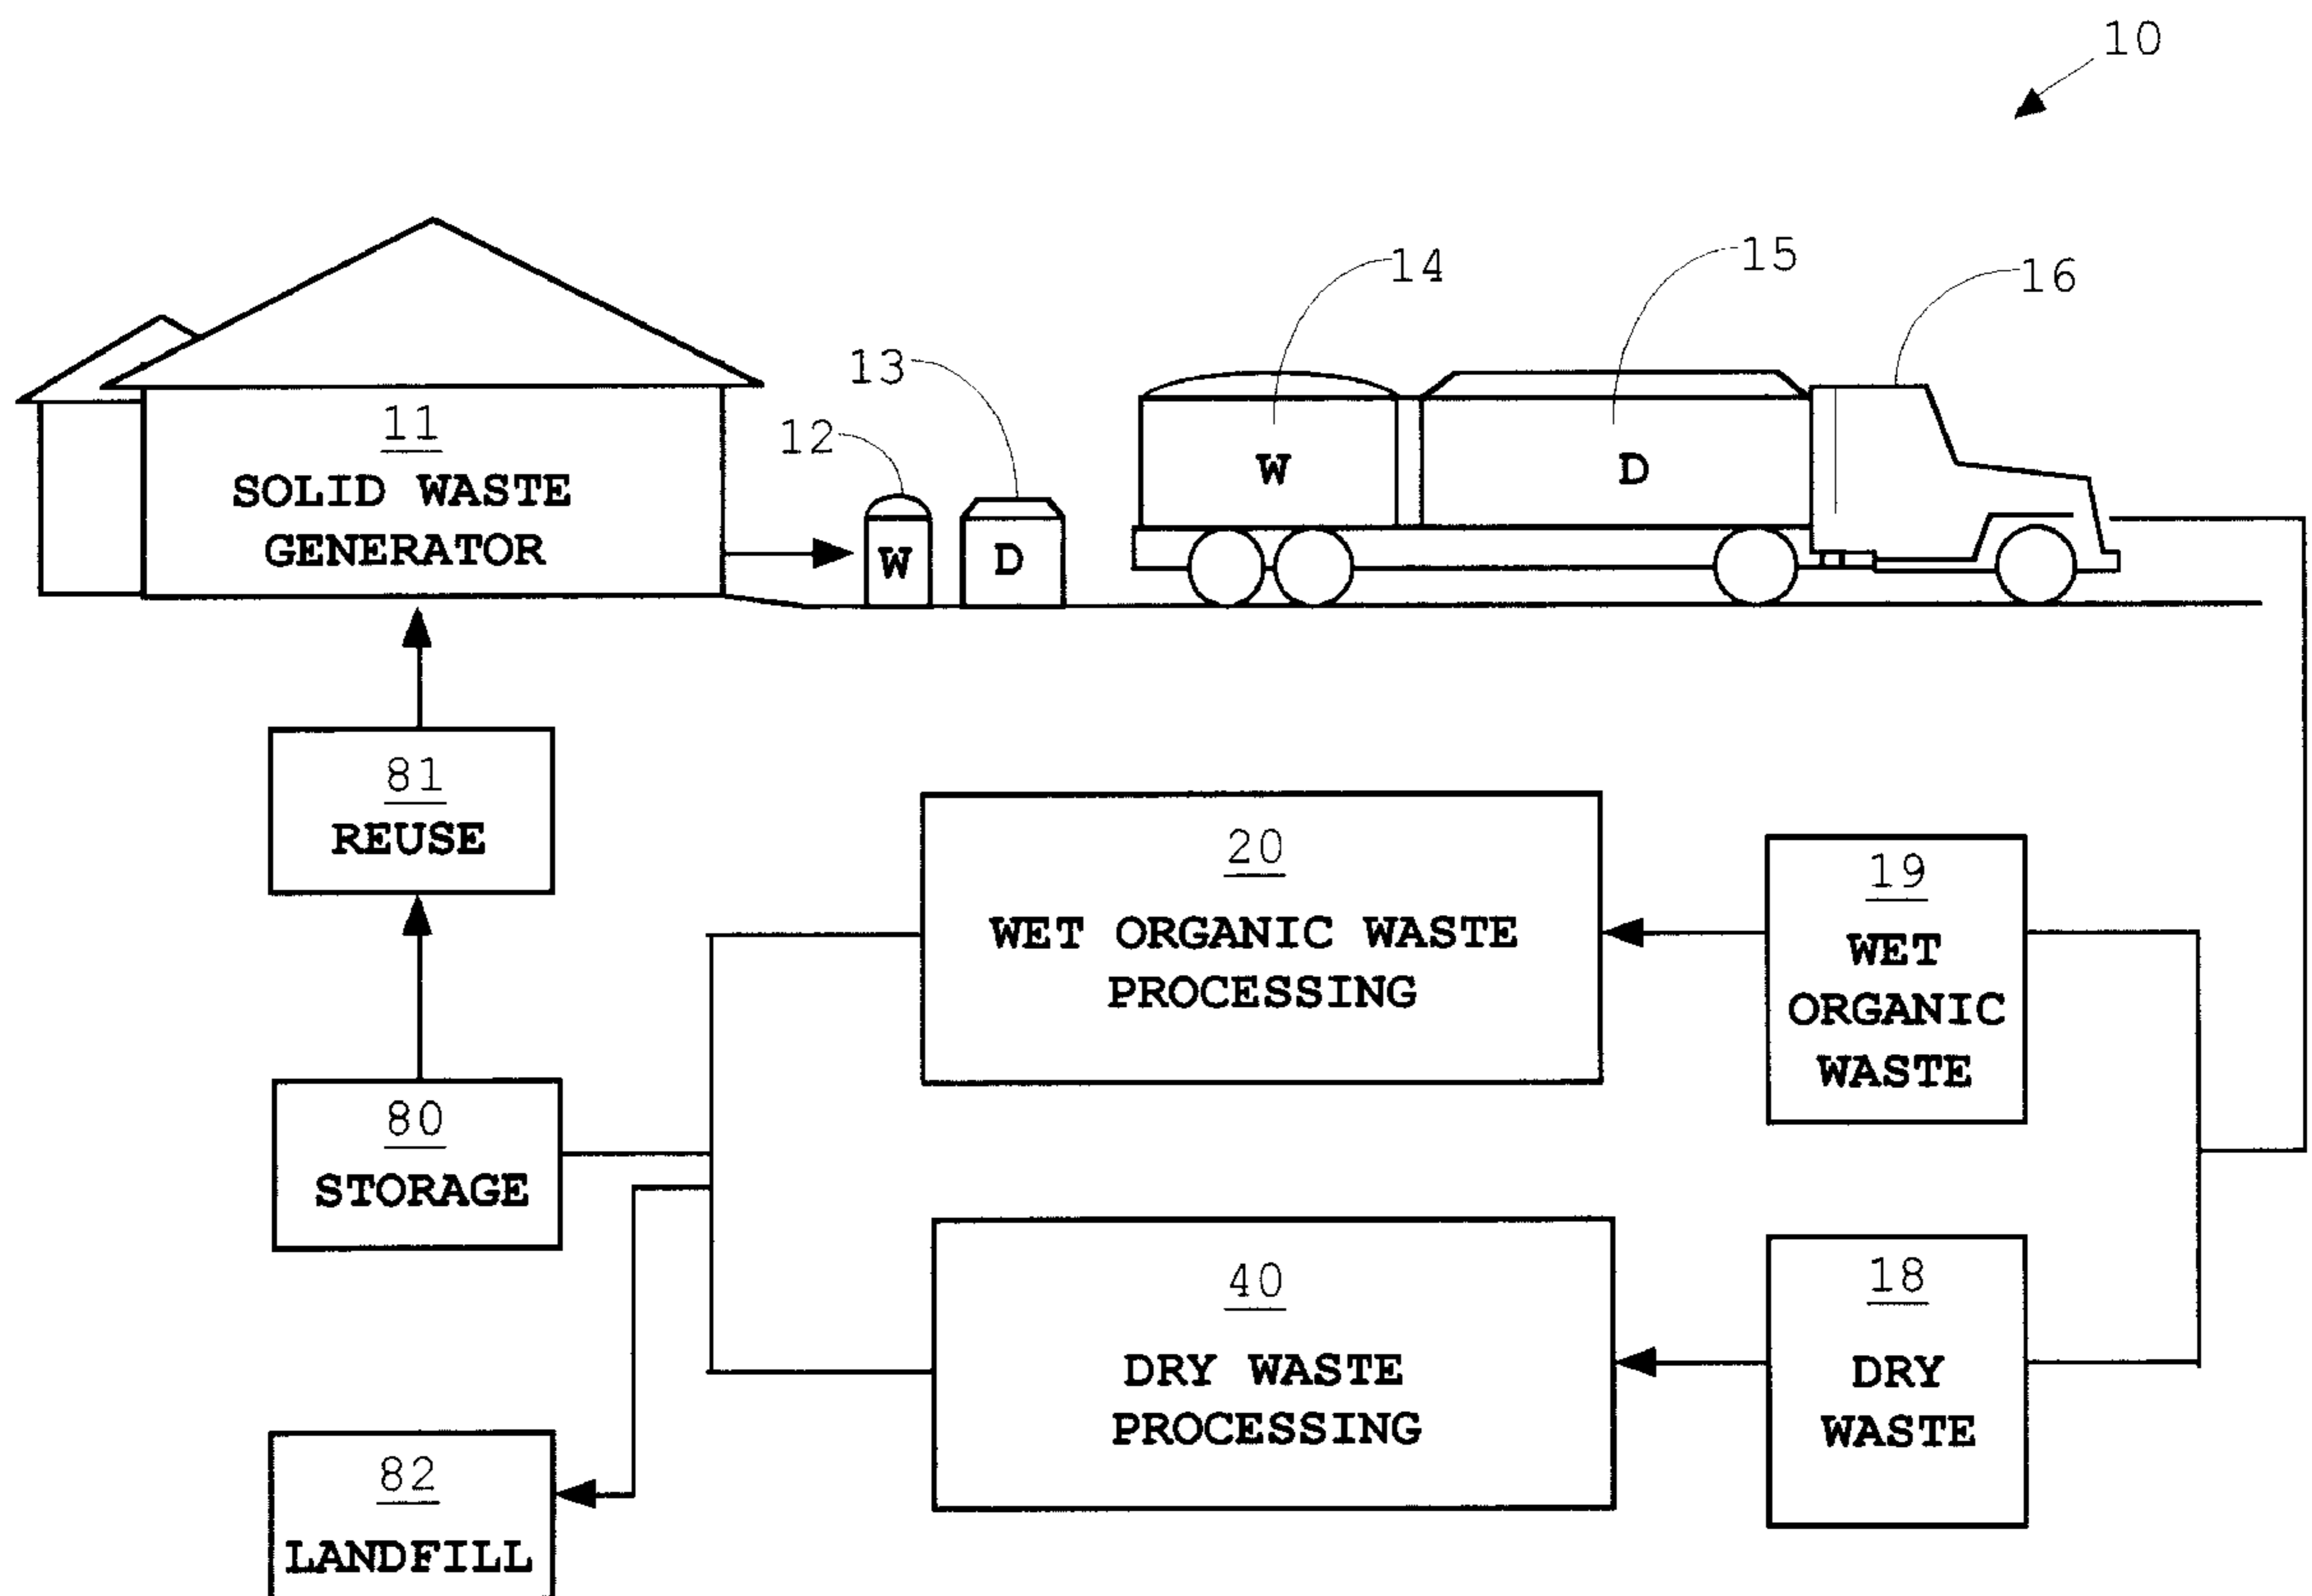 10
14
15
16
13
12
11
SOLID WASTE
GENERATOR
W
D
W
D
81
REUSE
20
WET ORGANIC WASTE
PROCESSING
19
WET
ORGANIC
WASTE
80
STORAGE
40
DRY WASTE
PROCESSING
18
DRY
WASTE
82
LANDFILL